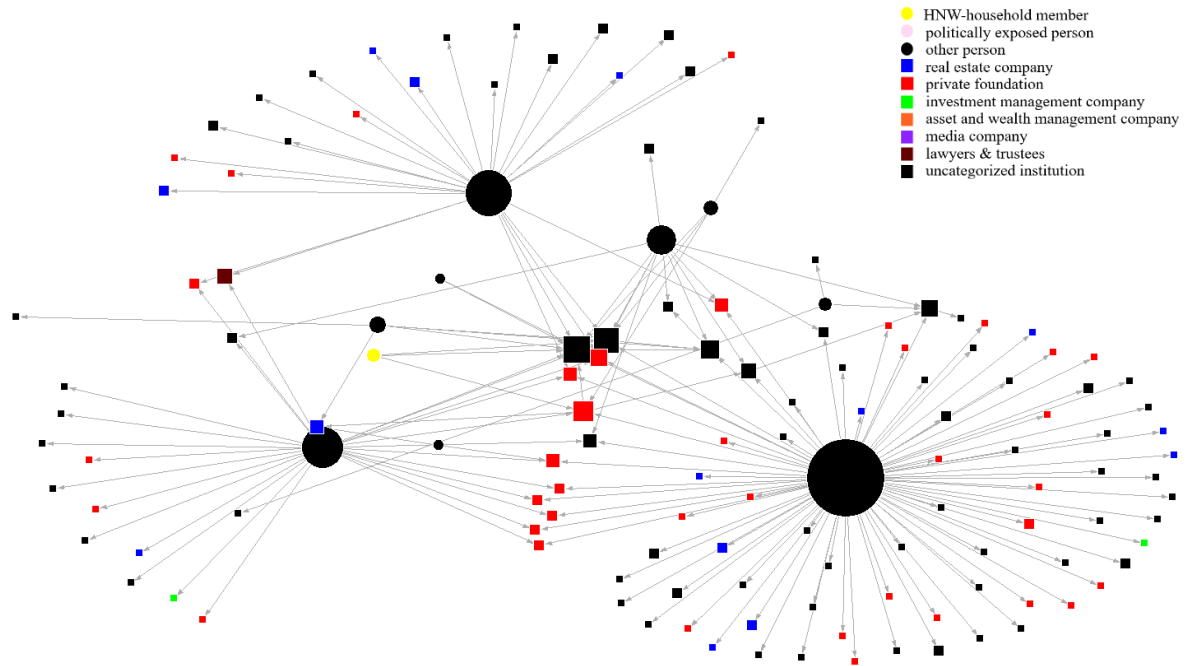 HNW-household member
politically exposed person
other person
real estate company
private foundation
investment management company
asset and wealth management company
media company
lawyers & trustees
uncategorized institution